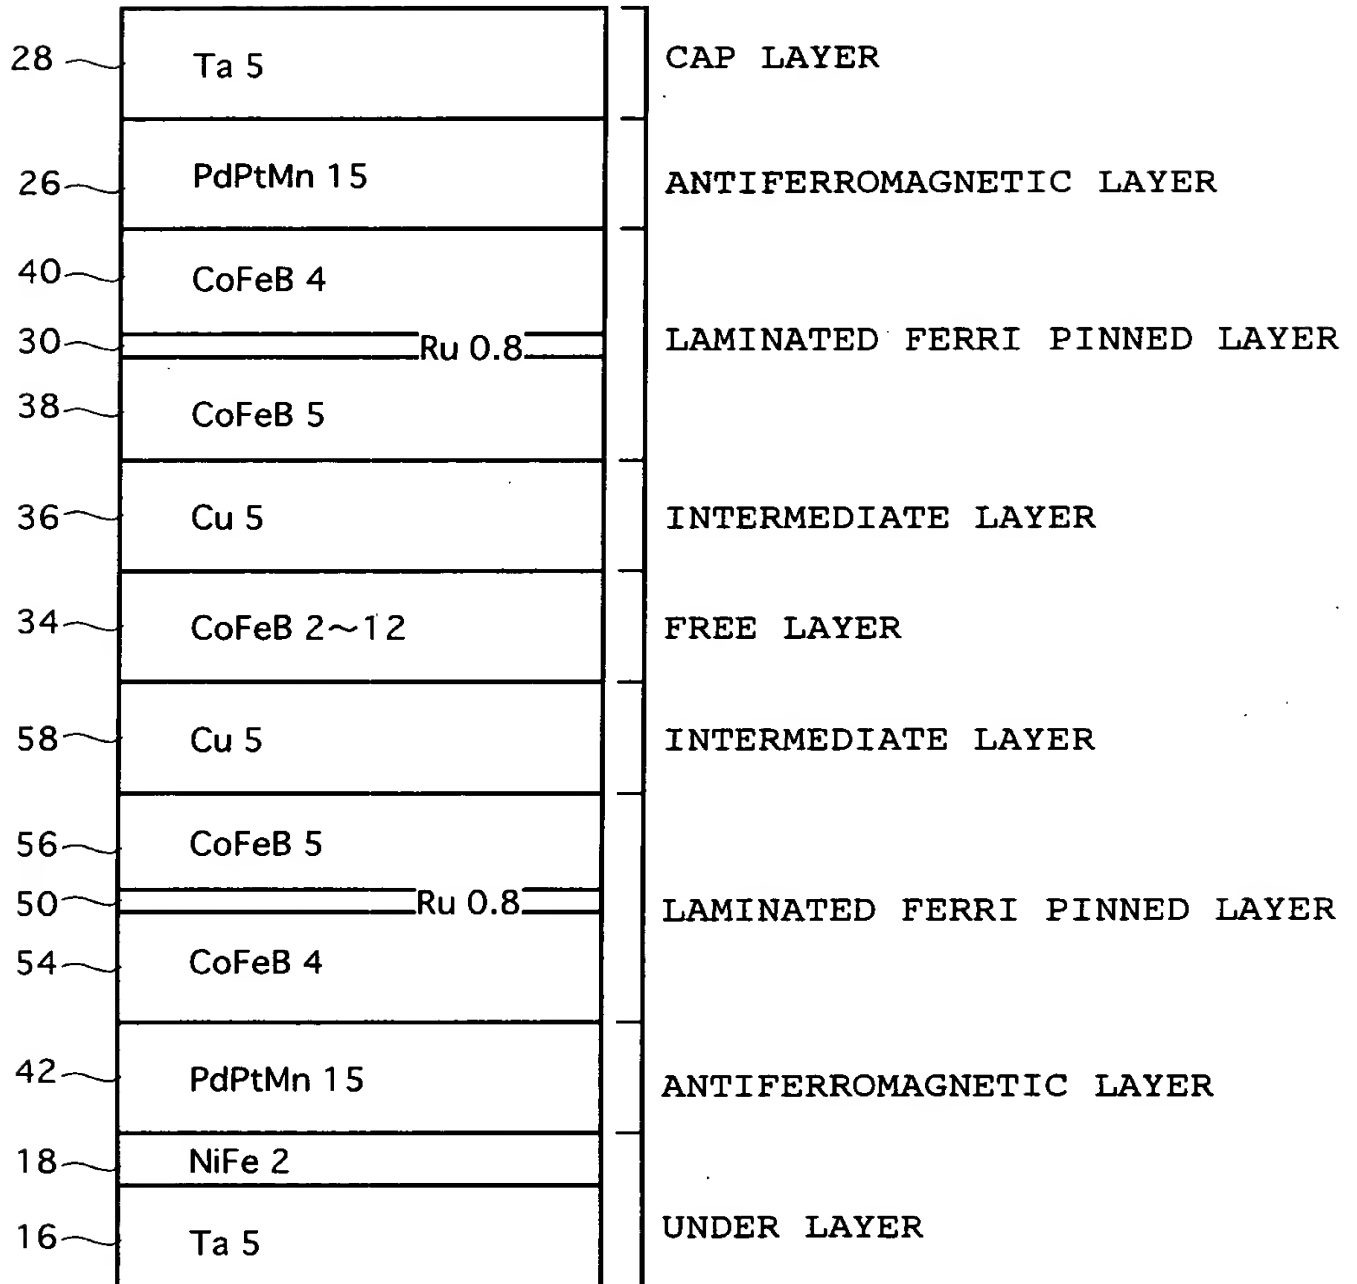 28 Ta 5 CAP LAYER
26 PdPtMn 15 ANTIFERROMAGNETIC LAYER
40 CoFeB 4
30 Ru 0.8 LAMINATED FERRI PINNED LAYER
38 CoFeB 5
36 Cu 5 INTERMEDIATE LAYER
34 CoFeB 2~12 FREE LAYER
58 Cu 5 INTERMEDIATE LAYER
56 CoFeB 5
50 Ru 0.8 LAMINATED FERRI PINNED LAYER
54 CoFeB 4
42 PdPtMn 15 ANTIFERROMAGNETIC LAYER
18 NiFe 2
16 Ta 5 UNDER LAYER